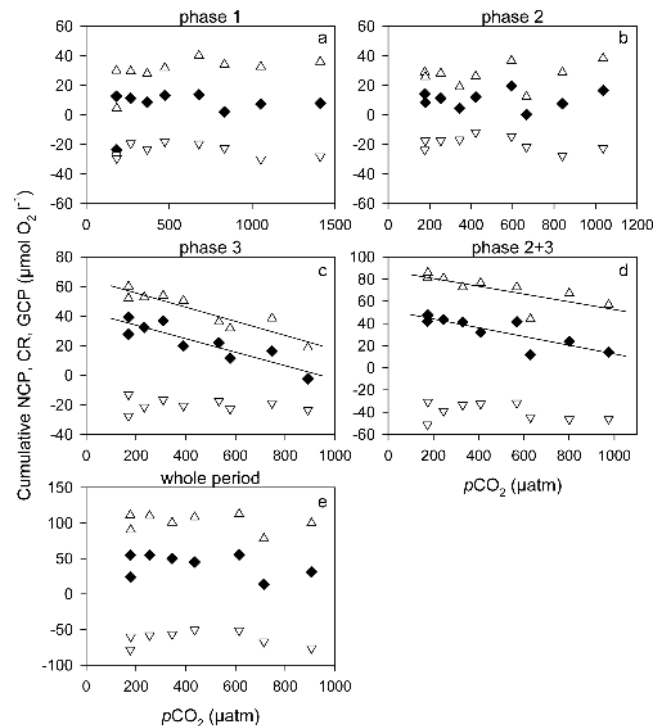 phase 1
phase 2
a
b
60
40
20
0
-20
-40
-60
0 500 1000 1500
60
40
20
0
-20
-40
-60
0 200 400 600 800 1000 1200
phase 3
phase 2+3
c
d
80
60
40
20
0
-20
-40
0 200 400 600 800 1000
100
80
60
40
20
0
-20
-40
-60
0 200 400 600 800 1000
pCO₂ (µatm)
whole period
e
150
100
50
0
-50
-100
0 200 400 600 800 1000
pCO₂ (µatm)
Cumulative NCP, CR, GCP (µmol O₂ l⁻¹)